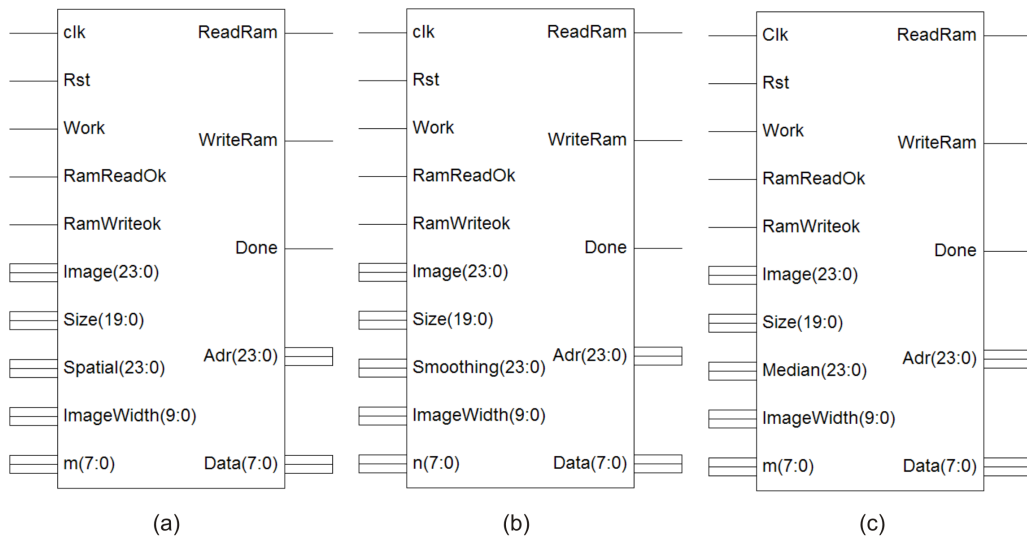 clk
ReadRam
Rst
Work
WriteRam
RamReadOk
RamWriteok
Done
Image(23:0)
Size(19:0)
Adr(23:0)
Spatial(23:0)
ImageWidth(9:0)
m(7:0)
Data(7:0)
(a)
clk
ReadRam
Rst
Work
WriteRam
RamReadOk
RamWriteok
Done
Image(23:0)
Size(19:0)
Adr(23:0)
Smoothing(23:0)
ImageWidth(9:0)
n(7:0)
Data(7:0)
(b)
Clk
ReadRam
Rst
Work
WriteRam
RamReadOk
RamWriteok
Done
Image(23:0)
Size(19:0)
Adr(23:0)
Median(23:0)
ImageWidth(9:0)
m(7:0)
Data(7:0)
(c)